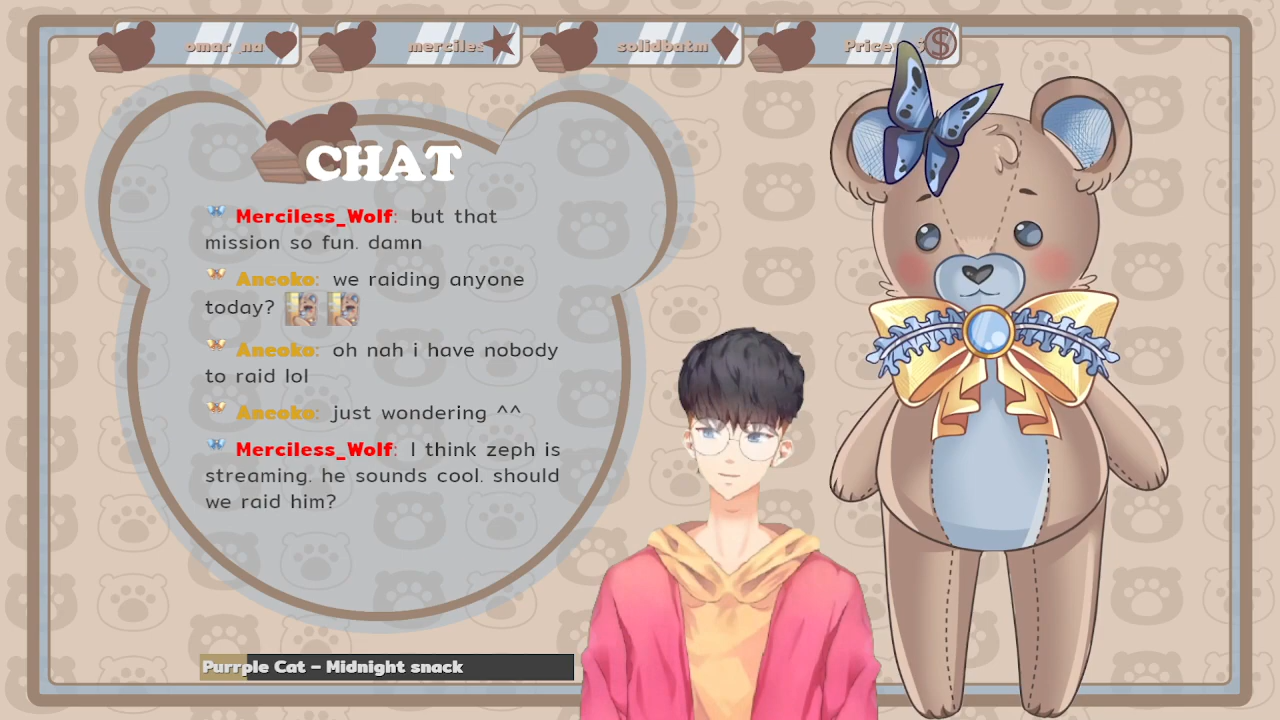 omar_na
merciles
solidbatm
Price
$
CHAT
Merciless_Wolf: but that
mission so fun. damn
Aneoko: we raiding anyone
today?
Aneoko: oh nah i have nobody
to raid lol
Aneoko: just wondering ^^
Merciless_Wolf: I think zeph is
streaming. he sounds cool. should
we raid him?
Purrple Cat - Midnight snack